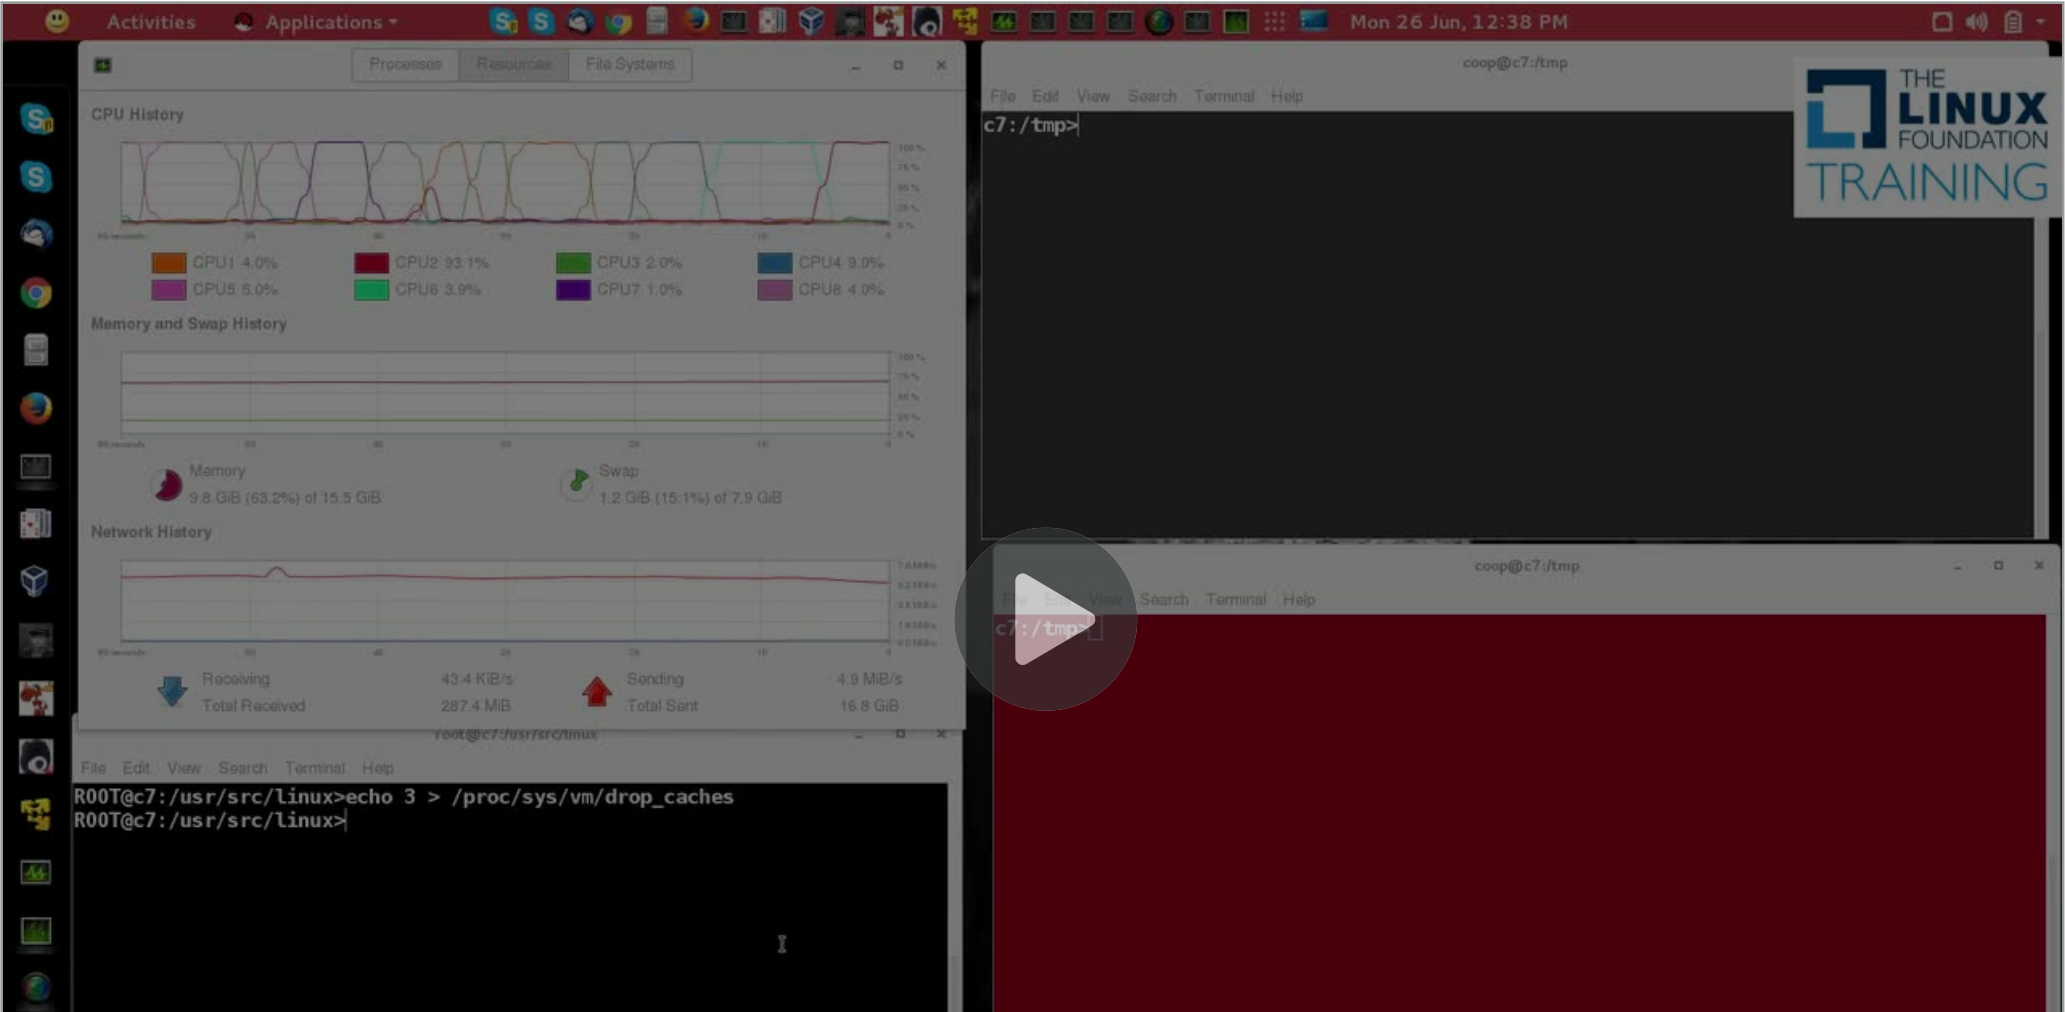 Activities Applications Mon 26 Jun, 12:38 PM
Processes Resources File Systems
CPU History
100 %
CPU1 4.0% CPU2 93.1% CPU3 2.0% CPU4 9.0%
CPU5 5.0% CPU6 3.9% CPU7 1.0% CPU8 4.0%
Memory and Swap History
100 %
Memory
9.8 GiB (63.2%) of 15.5 GiB
Swap
1.2 GiB (15.1%) of 7.9 GiB
Network History
Receiving 43.4 KiB/s Sending 4.9 MiB/s
Total Received 287.4 MiB Total Sent 16.8 GiB
root@c7:/usr/src/linux
File Edit View Search Terminal Help
R00T@c7:/usr/src/linux>echo 3 > /proc/sys/vm/drop_caches
R00T@c7:/usr/src/linux>
coop@c7:/tmp
File Edit View Search Terminal Help
c7:/tmp>
THE
LINUX
FOUNDATION
TRAINING
coop@c7:/tmp
File Edit View Search Terminal Help
c7:/tmp>